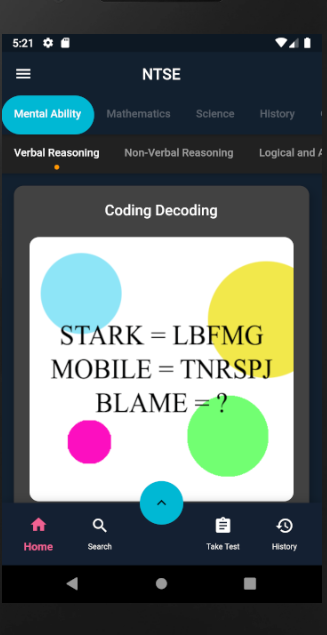 5:21
NTSE
Mental Ability Mathematics Science History
Verbal Reasoning Non-Verbal Reasoning Logical and A
Coding Decoding
STARK = LBFMG
MOBILE = TNRSPJ
BLAME = ?
Home Search Take Test History